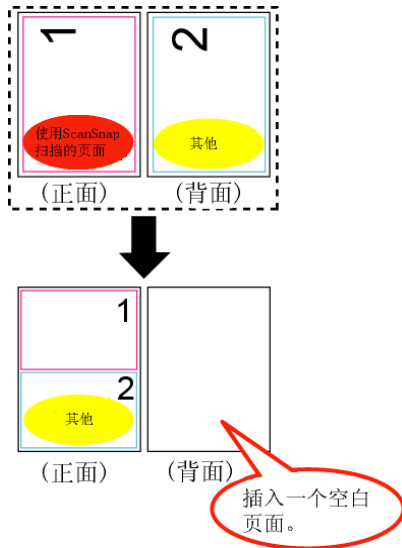 1
2
使用ScanSnap
扫描的页面
其他
(正面)
(背面)
1
2
其他
(正面)
(背面)
插入一个空白
页面。